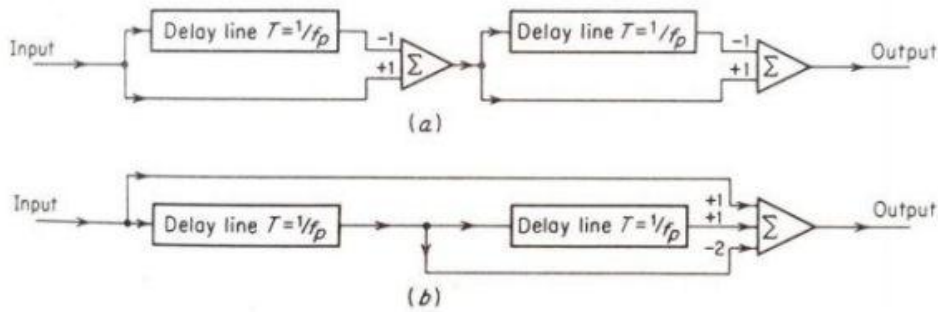 Delay line T=1/fp
Delay line T=1/fp
Input
-1
-1
Output
Σ
Σ
+1
+1
(a)
Input
+1
Output
Delay line T=1/fp
Delay line T=1/fp
+1
Σ
-2
(b)